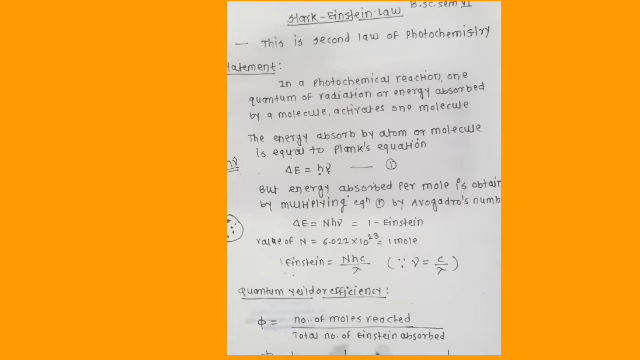 Stark-Einstein:Law B.SC.SEM VI
— This is second law of Photochemistry
statement:
In a photochemical reaction, one
quantum of radiation or energy absorbed
by a molecule, activates one molecule
The energy absorb by atom or molecule
is equal to Plank's equation
hν
ΔE = hν —— ①
But energy absorbed per mole is obtain
by multiplying eqn ① by Avogadro's numb
ΔE = Nhν = 1-Einstein
value of N = 6.022×10²³ = 1 mole
1 Einstein = Nhc/λ (∵ ν = c/λ)
Quantum Yeild or efficiency:
φ = no. of moles reacted
Total no. of Einstein absorbed